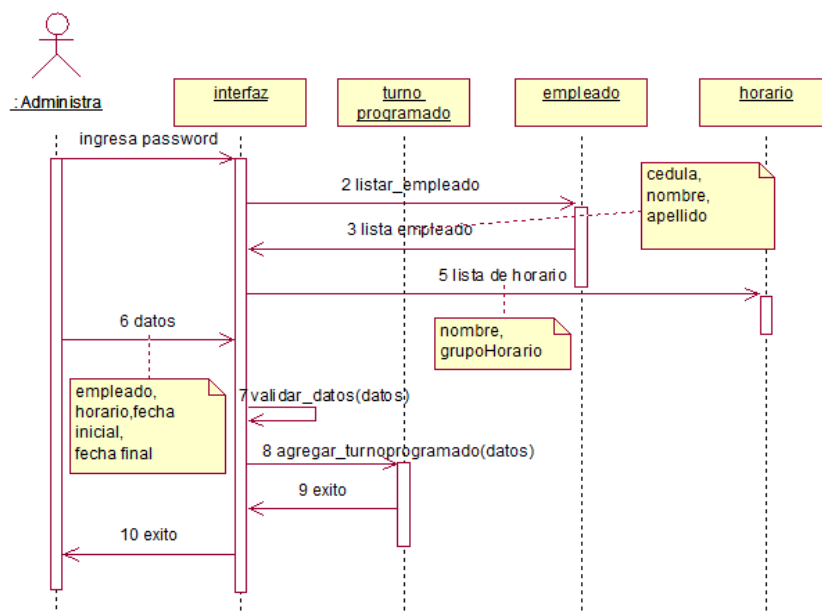 : Administra
interfaz
turno
programado
empleado
horario
ingresa password
2 listar_empleado
cedula,
nombre,
apellido
3 lista empleado
5 lista de horario
6 datos
nombre,
grupoHorario
empleado,
horario,fecha
inicial,
fecha final
7 validar_datos(datos)
8 agregar_turnoprogramado(datos)
9 exito
10 exito